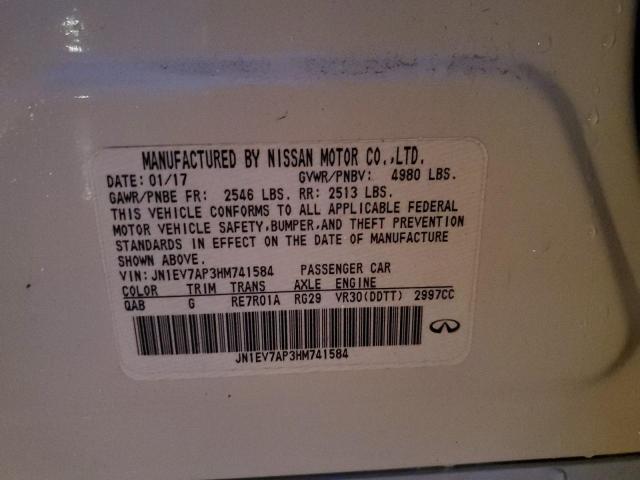 MANUFACTURED BY NISSAN MOTOR CO.,LTD.
DATE: 01/17 GVWR/PNBV: 4980 LBS.
GAWR/PNBE FR: 2546 LBS. RR: 2513 LBS.
THIS VEHICLE CONFORMS TO ALL APPLICABLE FEDERAL
MOTOR VEHICLE SAFETY,BUMPER,AND THEFT PREVENTION
STANDARDS IN EFFECT ON THE DATE OF MANUFACTURE
SHOWN ABOVE.
VIN: JN1EV7AP3HM741584 PASSENGER CAR
COLOR TRIM TRANS AXLE ENGINE
QAB G RE7R01A RG29 VR30(DDTT) 2997CC
JN1EV7AP3HM741584